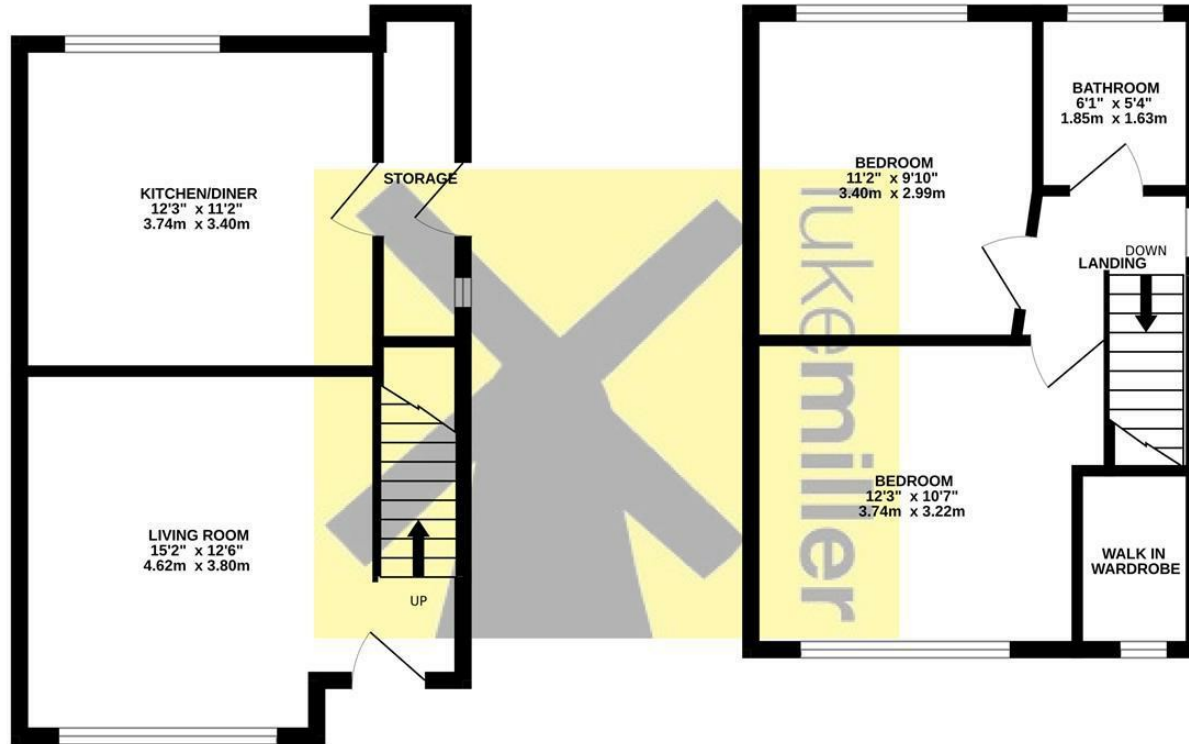 KITCHEN/DINER
12'3" x 11'2"
3.74m x 3.40m
STORAGE
LIVING ROOM
15'2" x 12'6"
4.62m x 3.80m
UP
BEDROOM
11'2" x 9'10"
3.40m x 2.99m
BATHROOM
6'1" x 5'4"
1.85m x 1.63m
DOWN
LANDING
BEDROOM
12'3" x 10'7"
3.74m x 3.22m
WALK IN
WARDROBE
lukemiller